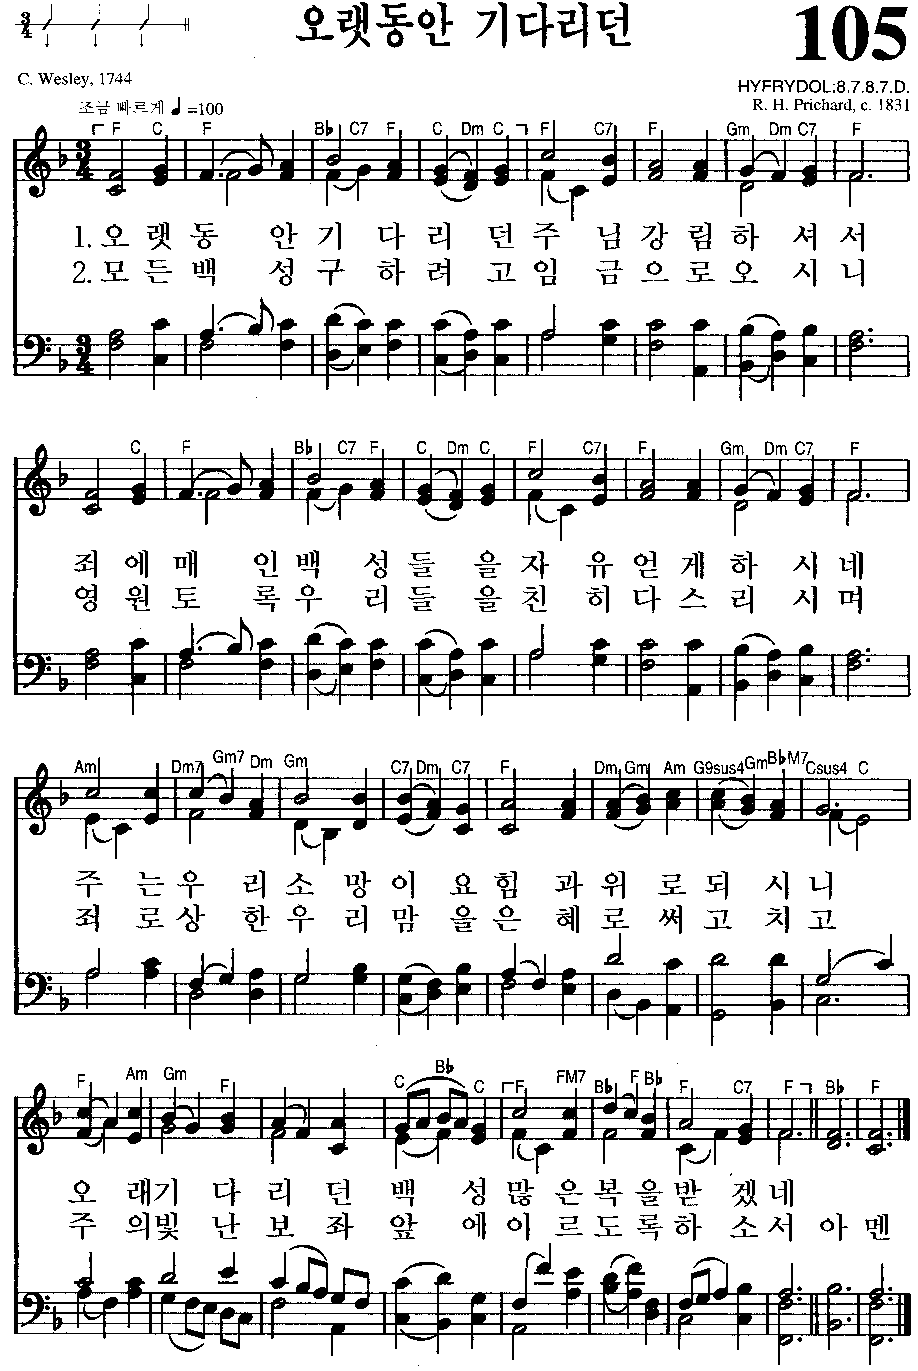 오랫동안 기다리던
105
C. Wesley, 1744
HYFRYDOL:8.7.8.7.D.
R. H. Prichard, c. 1831
조금 빠르게 ♩=100
F C F Bb C7 F C Dm C F C7 F Gm Dm C7 F
3/4
1. 오 랫 동 안 기 다 리 던 주 님 강 림 하 셔 서
2. 모 든 백 성 구 하 려 고 임 금 으 로 오 시 니
C F Bb C7 F C Dm C F C7 F Gm Dm C7 F
죄 에 매 인 백 성 들 을 자 유 얻 게 하 시 네
영 원 토 록 우 리 들 을 친 히 다 스 리 시 며
Am Dm7 Gm7 Dm Gm C7 Dm C7 F Dm Gm Am G9sus4 Gm BbM7 Csus4 C
주 는 우 리 소 망 이 요 힘 과 위 로 되 시 니
죄 로 상 한 우 리 맘 을 은 혜 로 써 고 치 고
F Am Gm F C Bb C F FM7 Bb F Bb F C7 F Bb F
오 래 기 다 리 던 백 성 많 은 복 을 받 겠 네
주 의 빛 난 보 좌 앞 에 이 르 도 록 하 소 서 아 멘